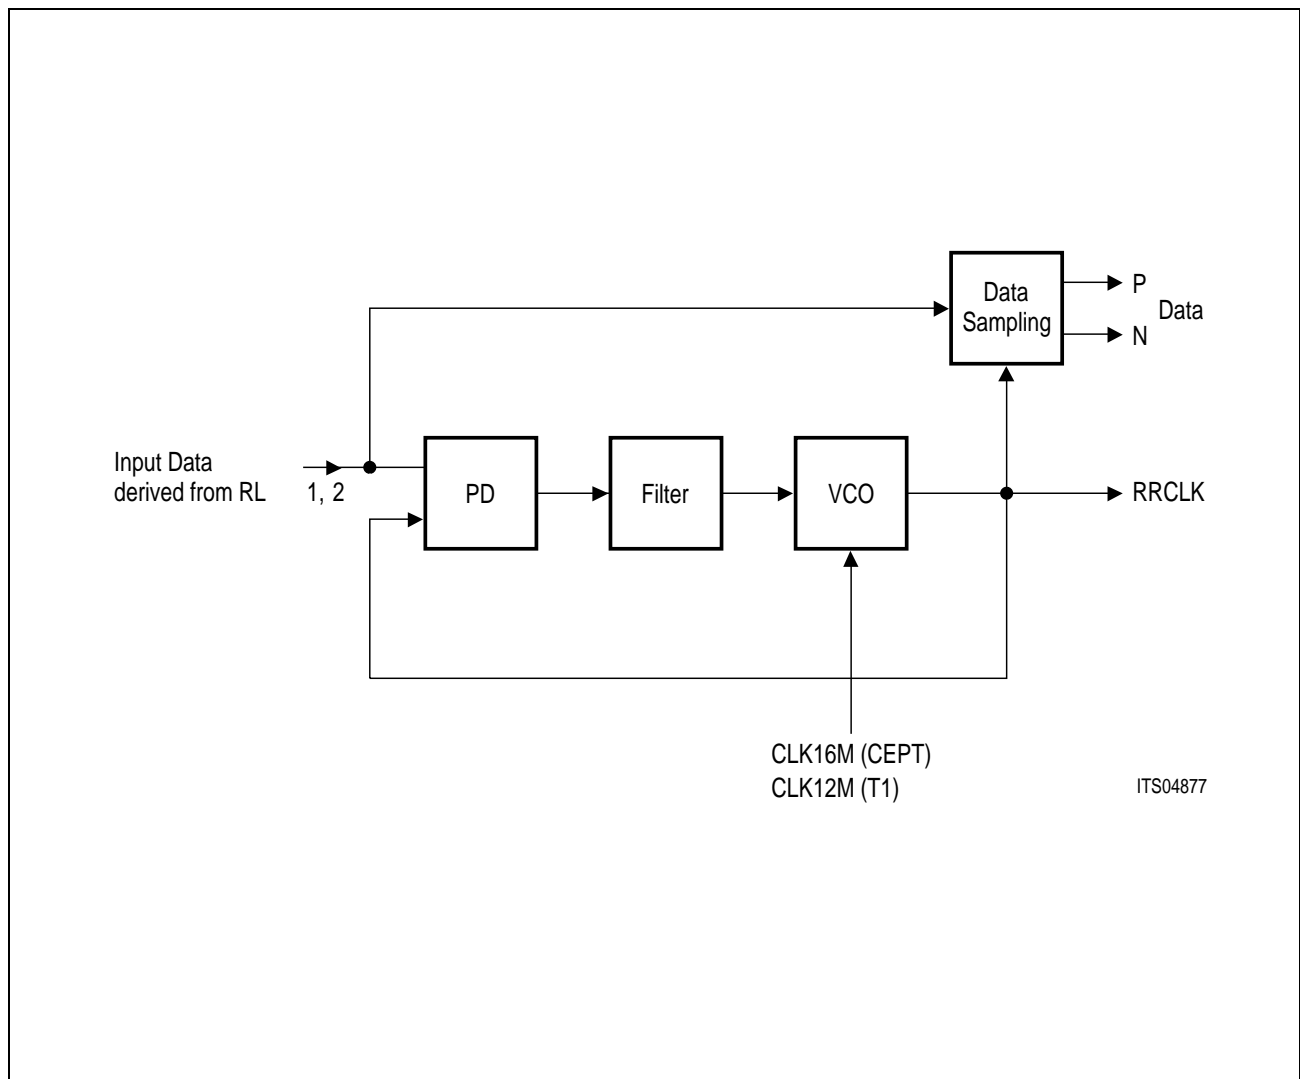 Data
Sampling
P
Data
N
Input Data
derived from RL
1, 2
PD
Filter
VCO
RRCLK
CLK16M (CEPT)
CLK12M (T1)
ITS04877